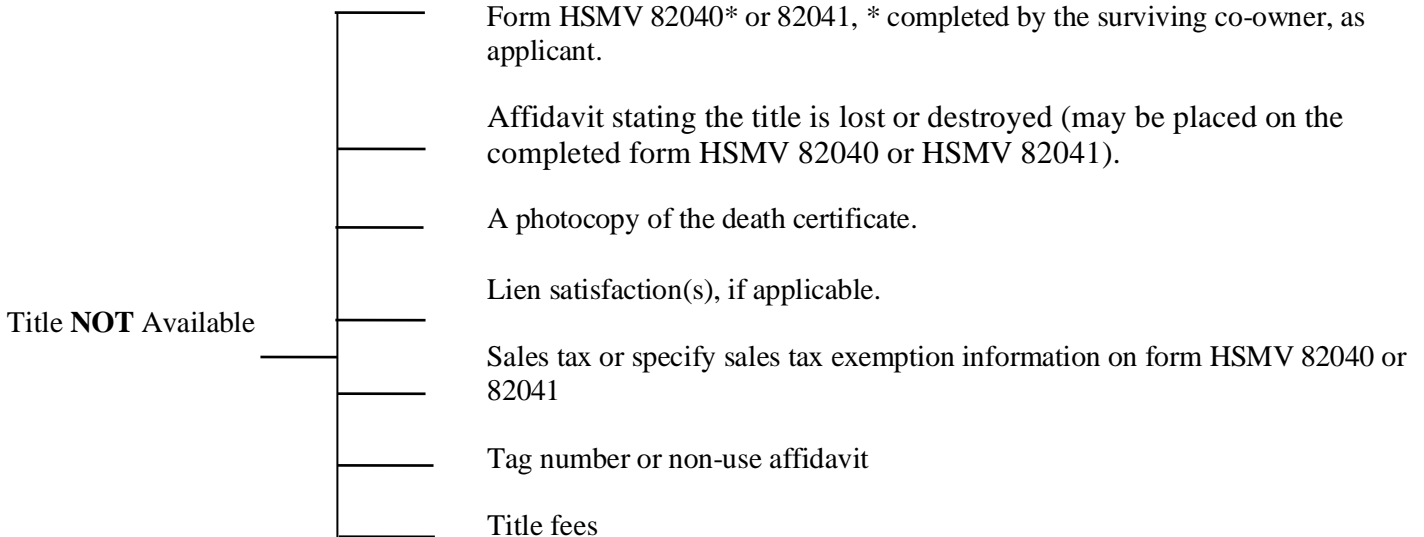 Form HSMV 82040* or 82041, * completed by the surviving co-owner, as
applicant.
Affidavit stating the title is lost or destroyed (may be placed on the
completed form HSMV 82040 or HSMV 82041).
A photocopy of the death certificate.
Lien satisfaction(s), if applicable.
Title NOT Available
Sales tax or specify sales tax exemption information on form HSMV 82040 or
82041
Tag number or non-use affidavit
Title fees